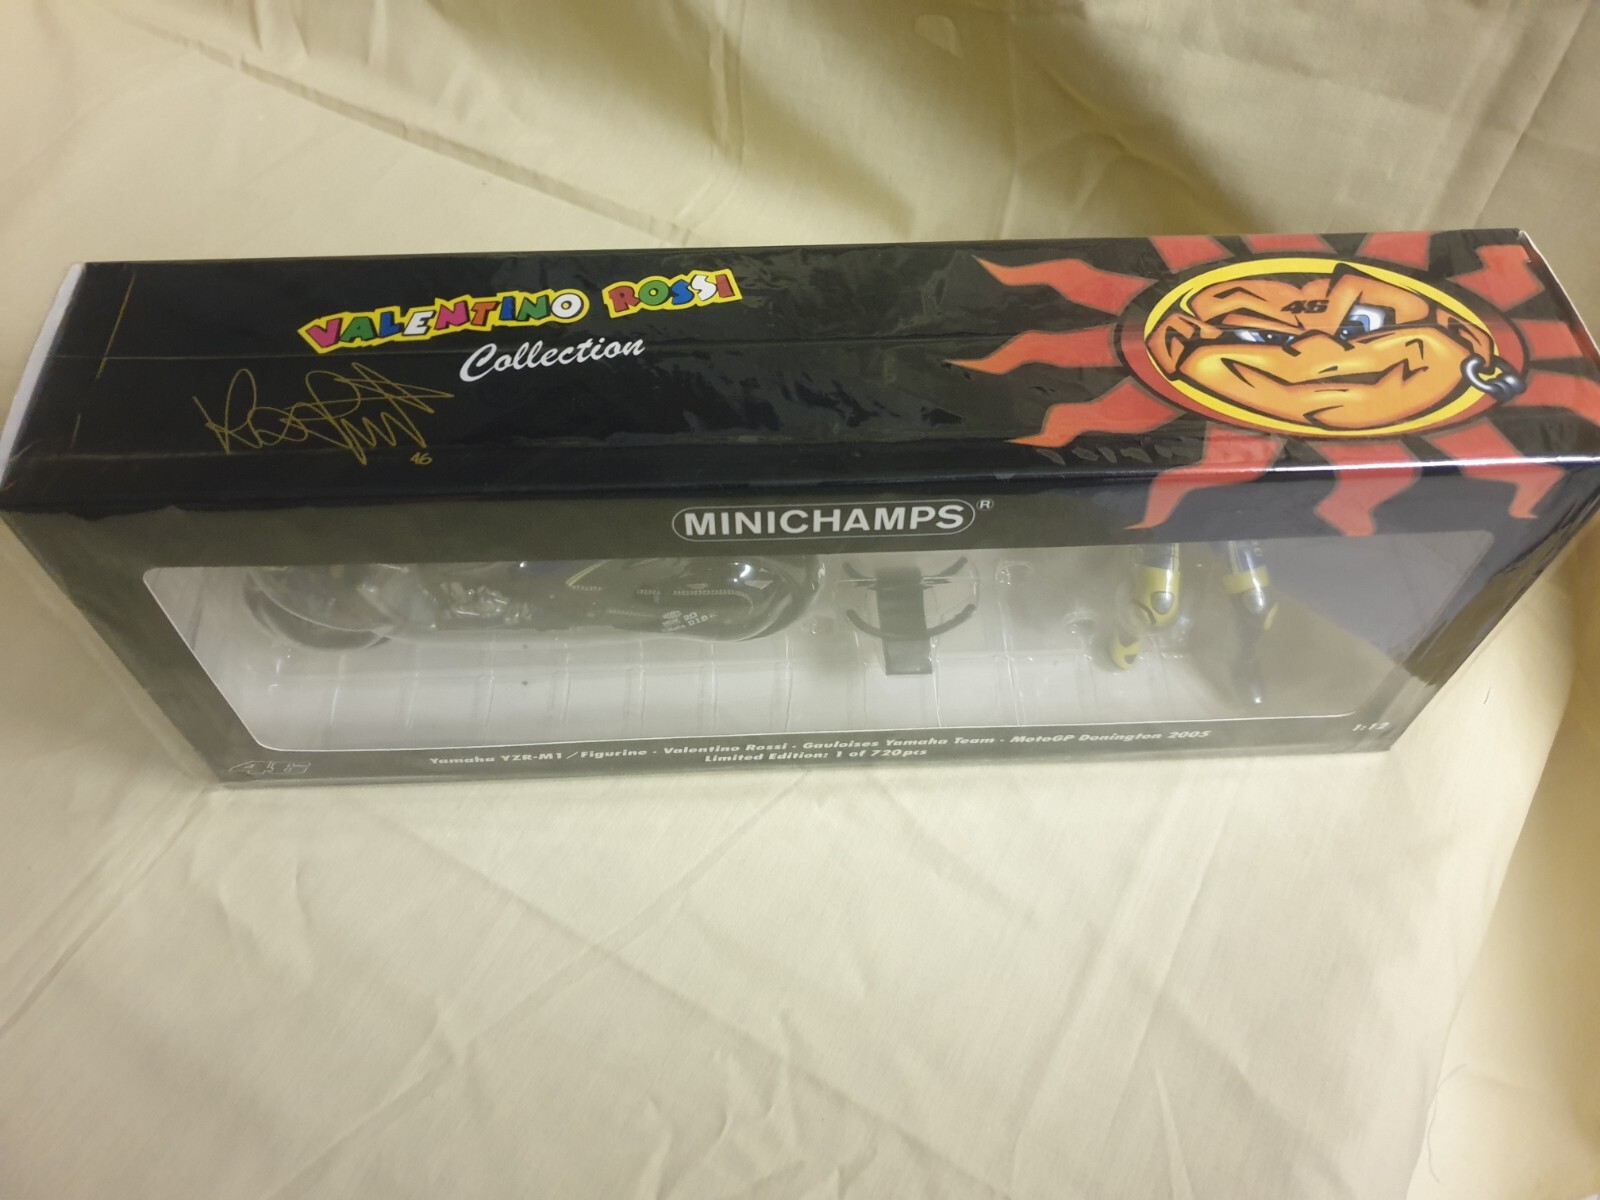 VALENTINO ROSSI
Collection
46
46
MINICHAMPS®
Yamaha YZR-M1/Figurine - Valentino Rossi - Gauloises Yamaha Team - MotoGP Donington 2005
Limited Edition: 1 of 720pcs
1:12
46